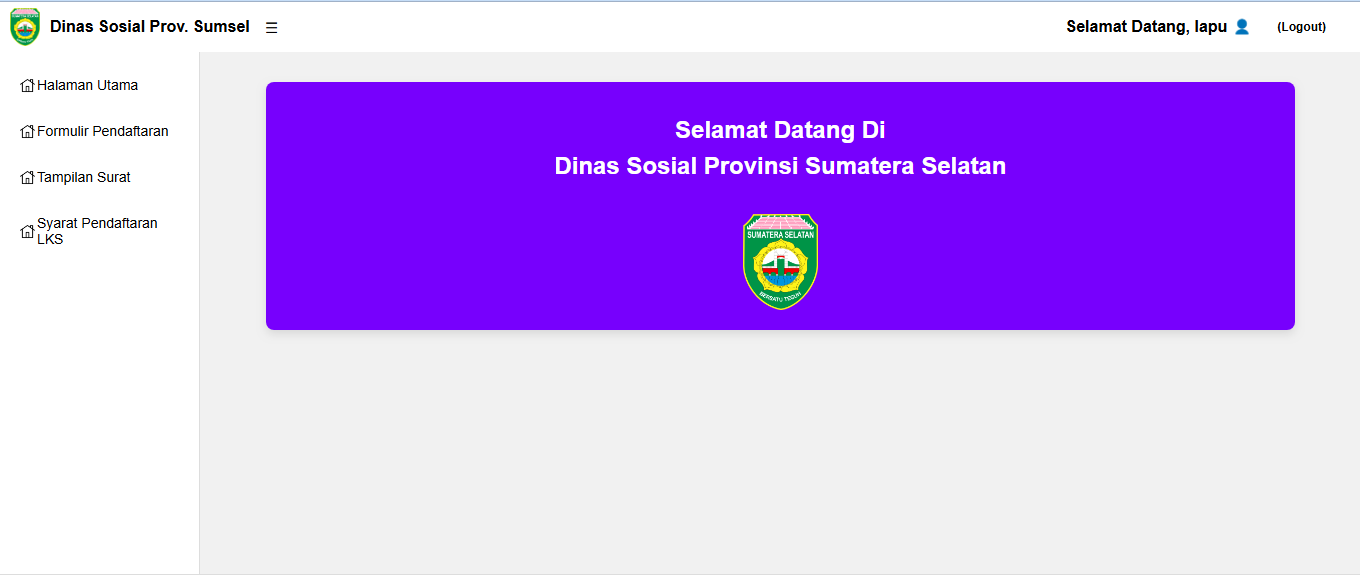 Dinas Sosial Prov. Sumsel ☰
Selamat Datang, lapu 👤 (Logout)
Halaman Utama
Formulir Pendaftaran
Tampilan Surat
Syarat Pendaftaran
LKS
Selamat Datang Di
Dinas Sosial Provinsi Sumatera Selatan
SUMATERA SELATAN
BERSATU TEGUH